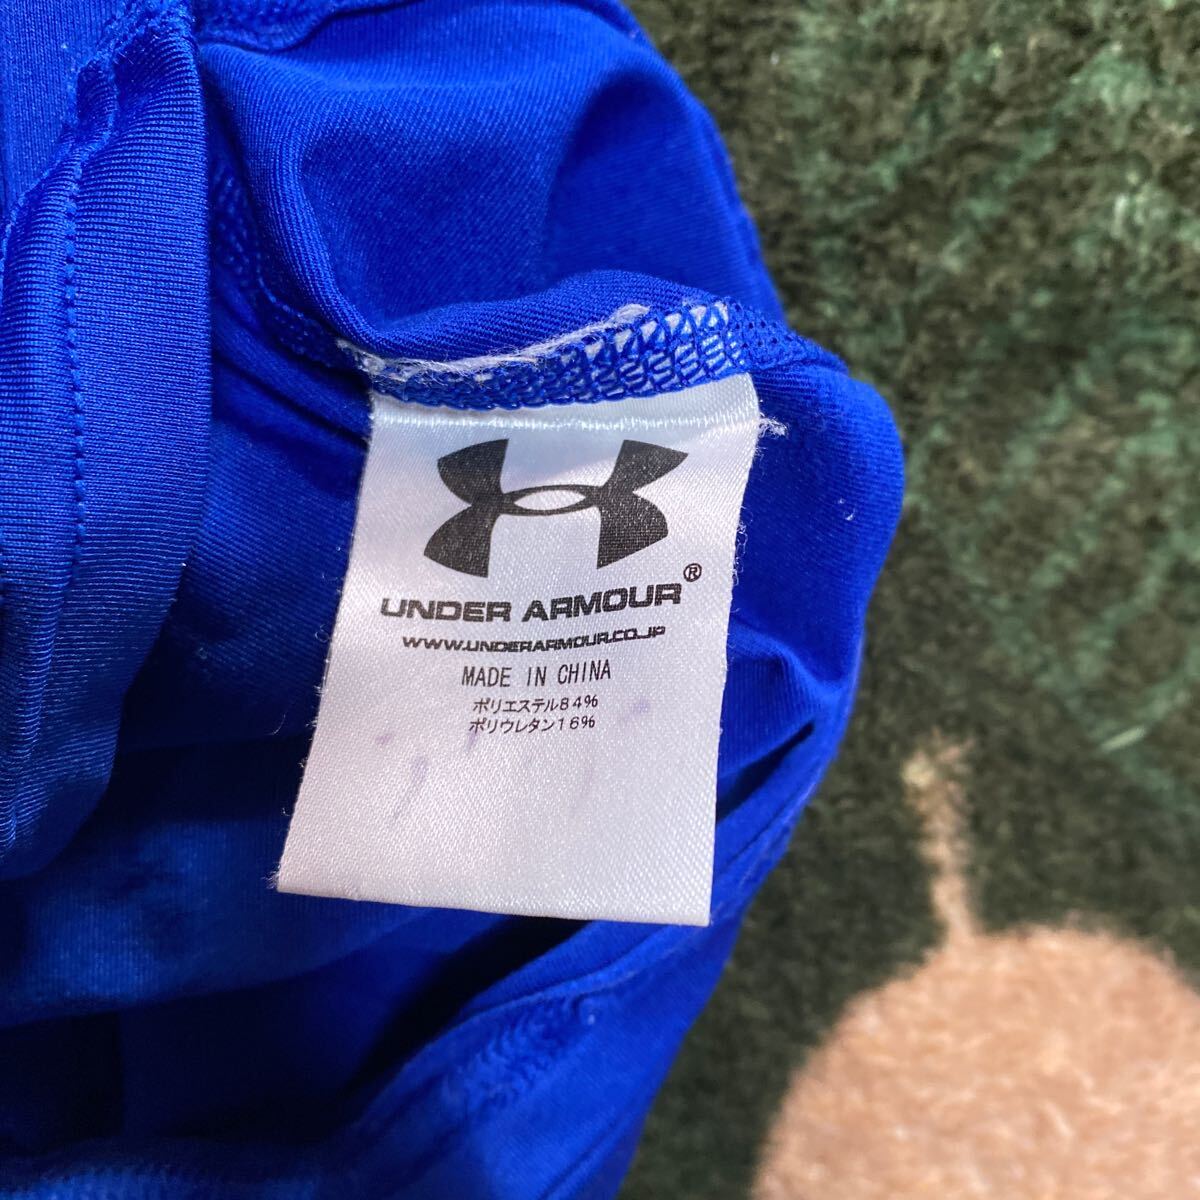 UNDER ARMOUR®
WWW.UNDERARMOUR.CO.JP
MADE IN CHINA
ポリエステル84%
ポリウレタン16%